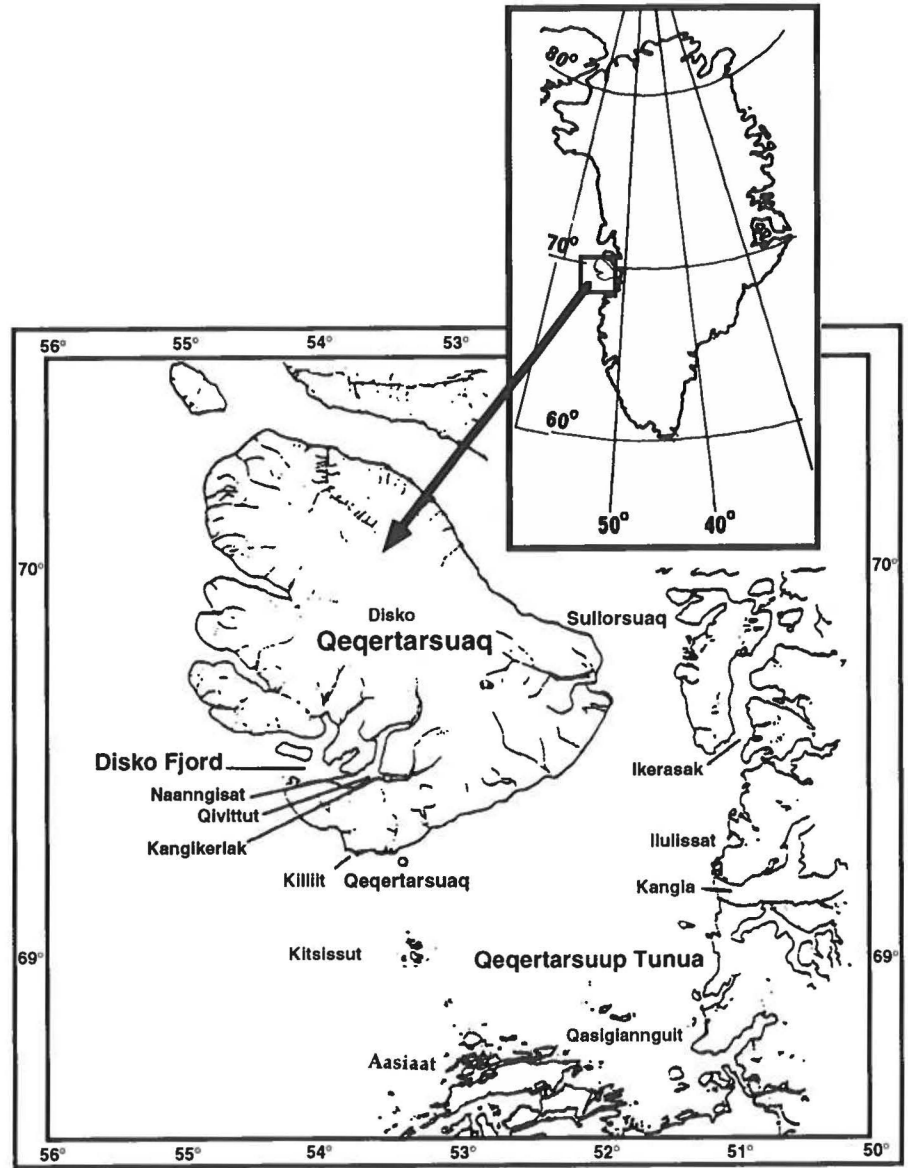 80°
70°
60°
50°
40°
56°
55°
54°
53°
70°
70°
Disko
Qeqertarsuaq
Sullorsuaq
Disko Fjord
Naanngisat
Qivittut
Kangikerlak
Killiit
Qeqertarsuaq
Ikerasak
Ilulissat
Kangia
Kitsissut
Qeqertarsuup Tunua
69°
69°
Qasigiannguit
Aasiaat
56°
55°
54°
53°
52°
51°
50°